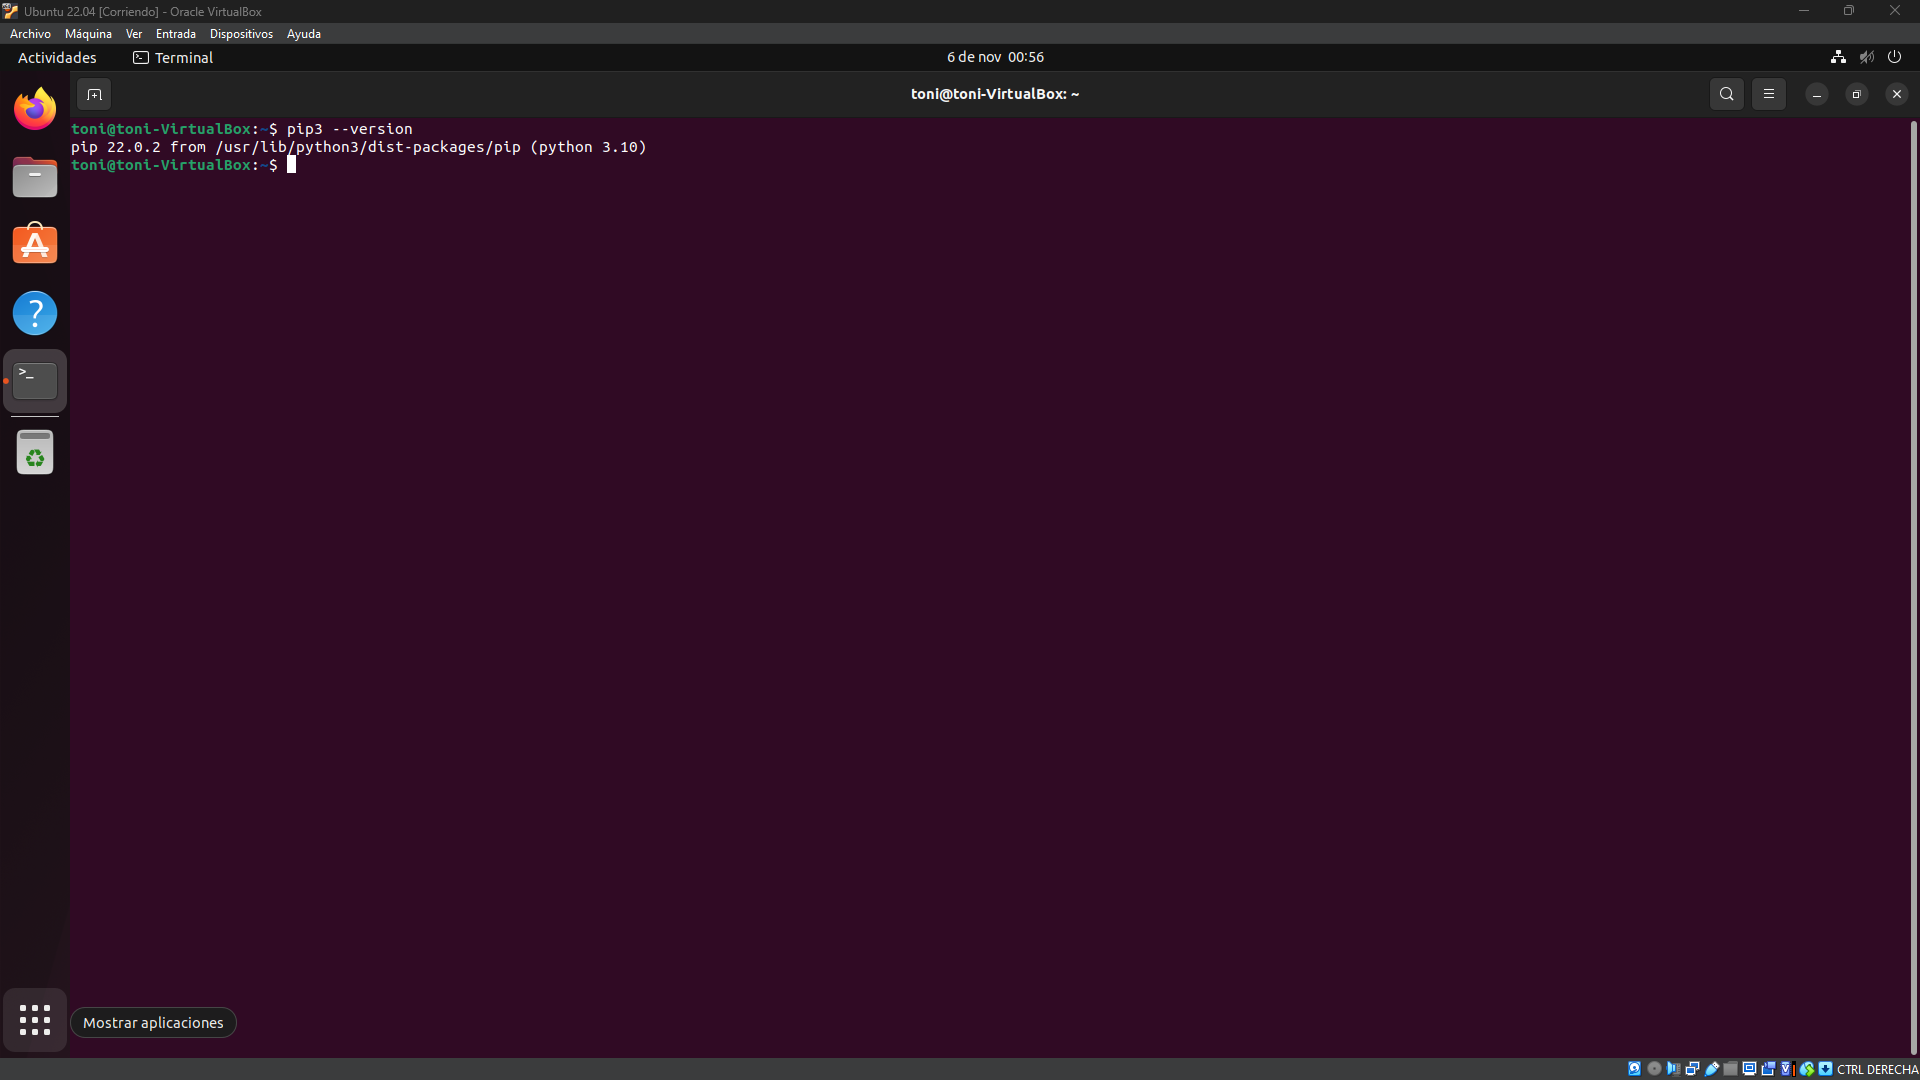 Ubuntu 22.04 [Corriendo] - Oracle VirtualBox
Archivo Máquina Ver Entrada Dispositivos Ayuda
Actividades Terminal 6 de nov 00:56
toni@toni-VirtualBox: ~
toni@toni-VirtualBox:~$ pip3 --version
pip 22.0.2 from /usr/lib/python3/dist-packages/pip (python 3.10)
toni@toni-VirtualBox:~$
Mostrar aplicaciones
CTRL DERECHA